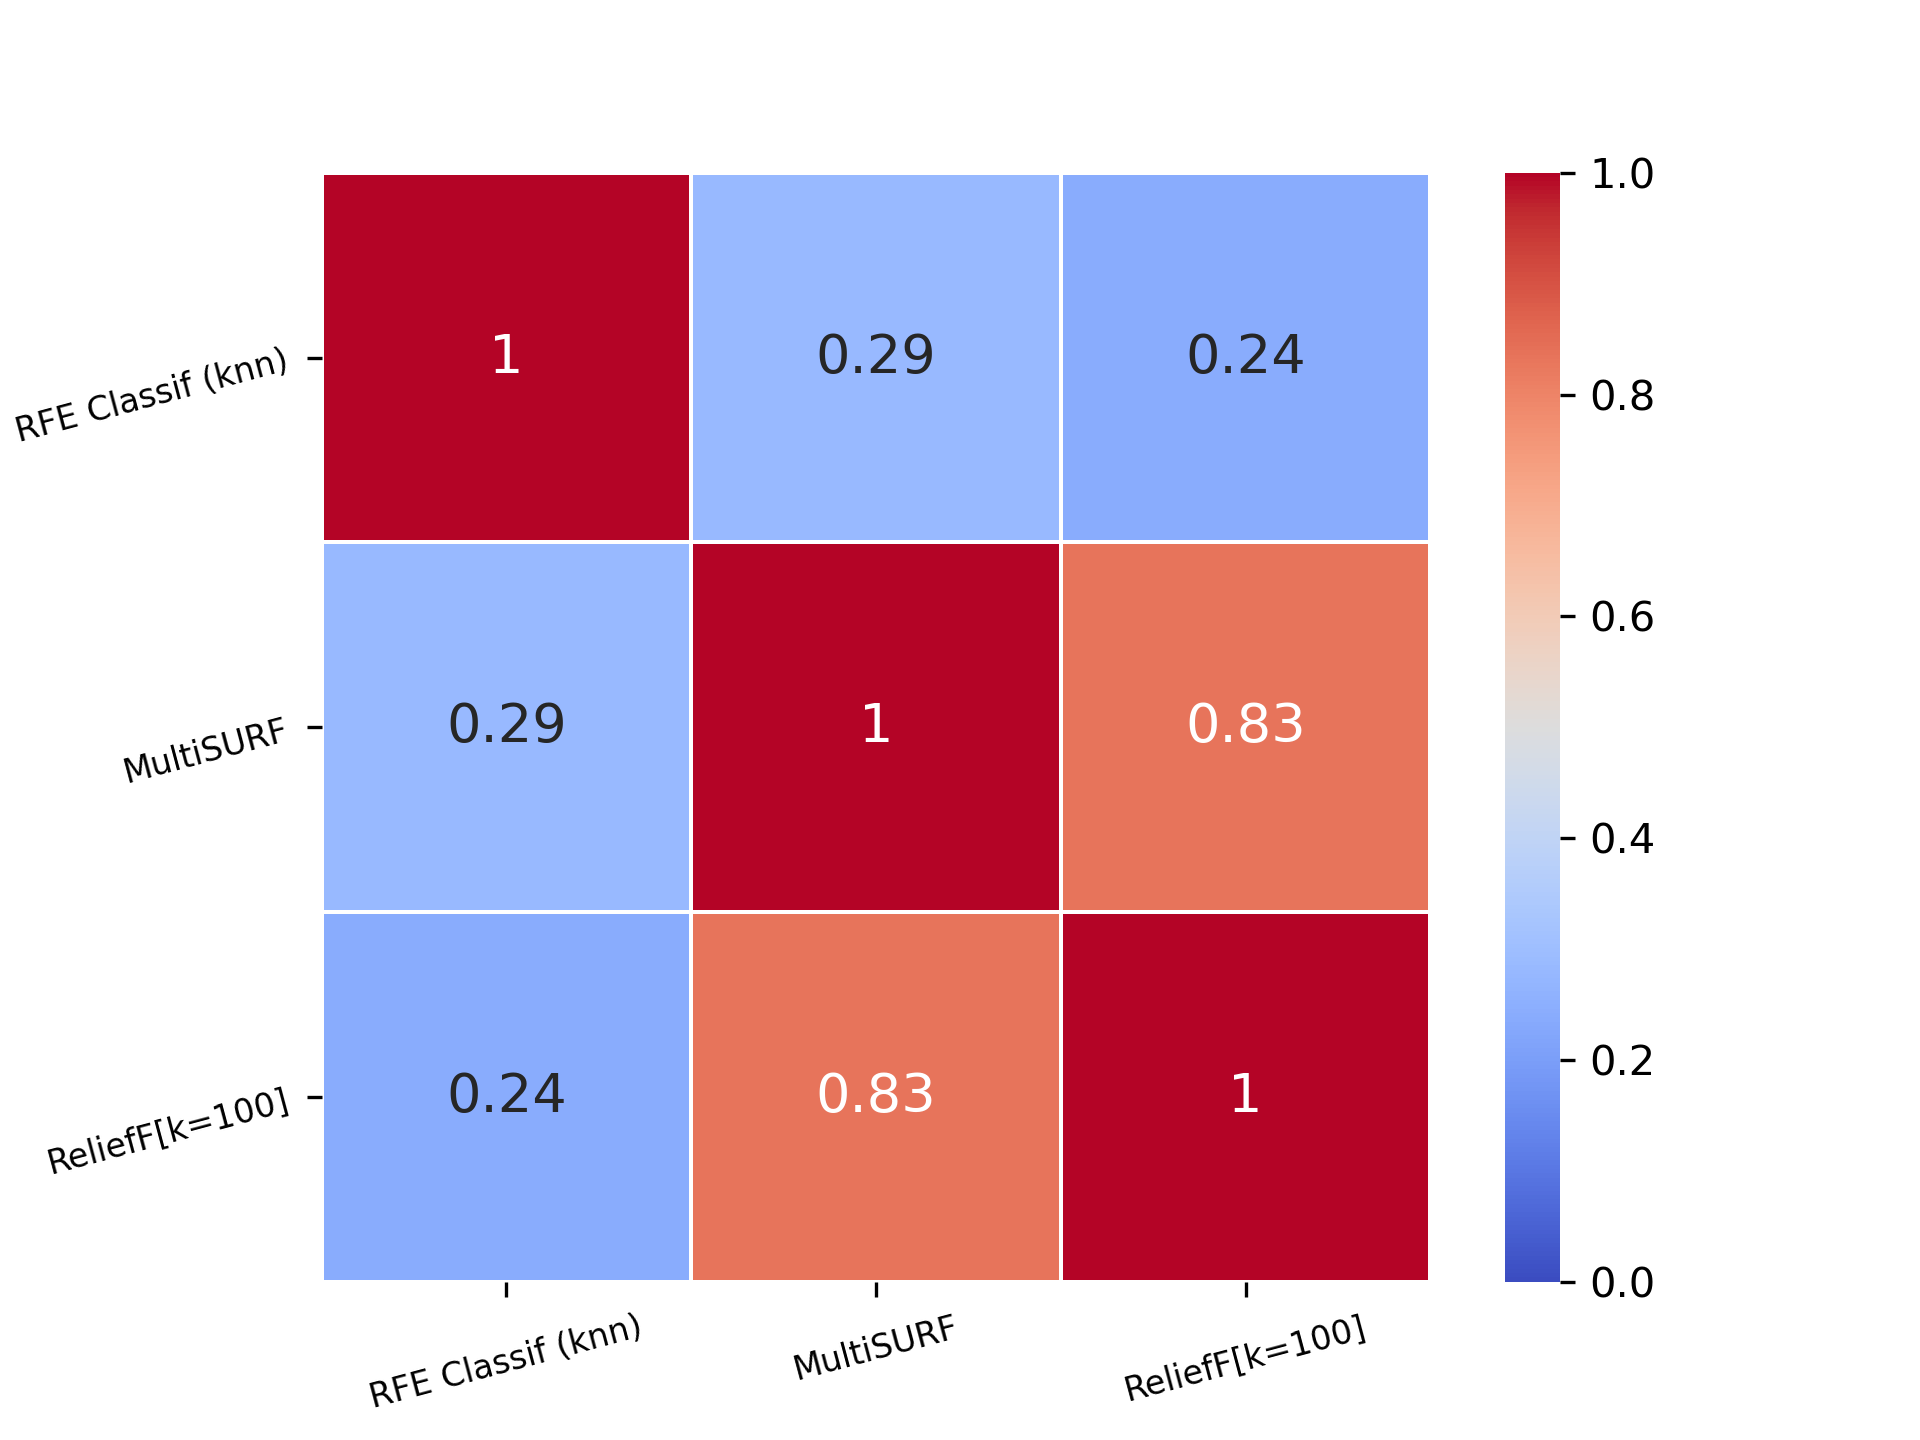 RFE Classif (knn)
1
0.29
0.24
MultiSURF
0.29
1
0.83
ReliefF[k=100]
0.24
0.83
1
RFE Classif (knn)
MultiSURF
ReliefF[k=100]
1.0
0.8
0.6
0.4
0.2
0.0